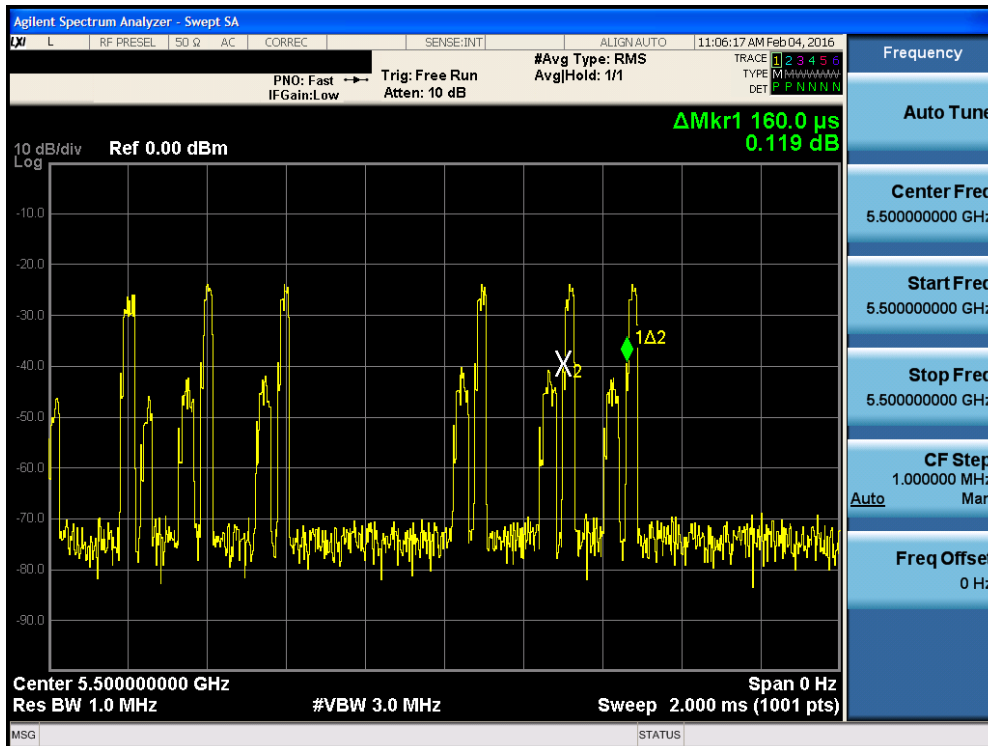 Agilent Spectrum Analyzer - Swept SA
LXI L RF PRESEL 50 Ω AC CORREC SENSE:INT ALIGN AUTO 11:06:17 AM Feb 04, 2016
PNO: Fast
IFGain:Low
Trig: Free Run
Atten: 10 dB
#Avg Type: RMS
Avg|Hold: 1/1
TRACE 1 2 3 4 5 6
TYPE M M W W W W W
DET P P N N N N
ΔMkr1 160.0 µs
0.119 dB
10 dB/div
Log
Ref 0.00 dBm
-10.0
-20.0
-30.0
-40.0
-50.0
-60.0
-70.0
-80.0
-90.0
1Δ2
2
Center 5.500000000 GHz
Span 0 Hz
Res BW 1.0 MHz
#VBW 3.0 MHz
Sweep 2.000 ms (1001 pts)
MSG
STATUS
Frequency
Auto Tune
Center Freq
5.500000000 GHz
Start Freq
5.500000000 GHz
Stop Freq
5.500000000 GHz
CF Step
1.000000 MHz
Auto Man
Freq Offset
0 Hz